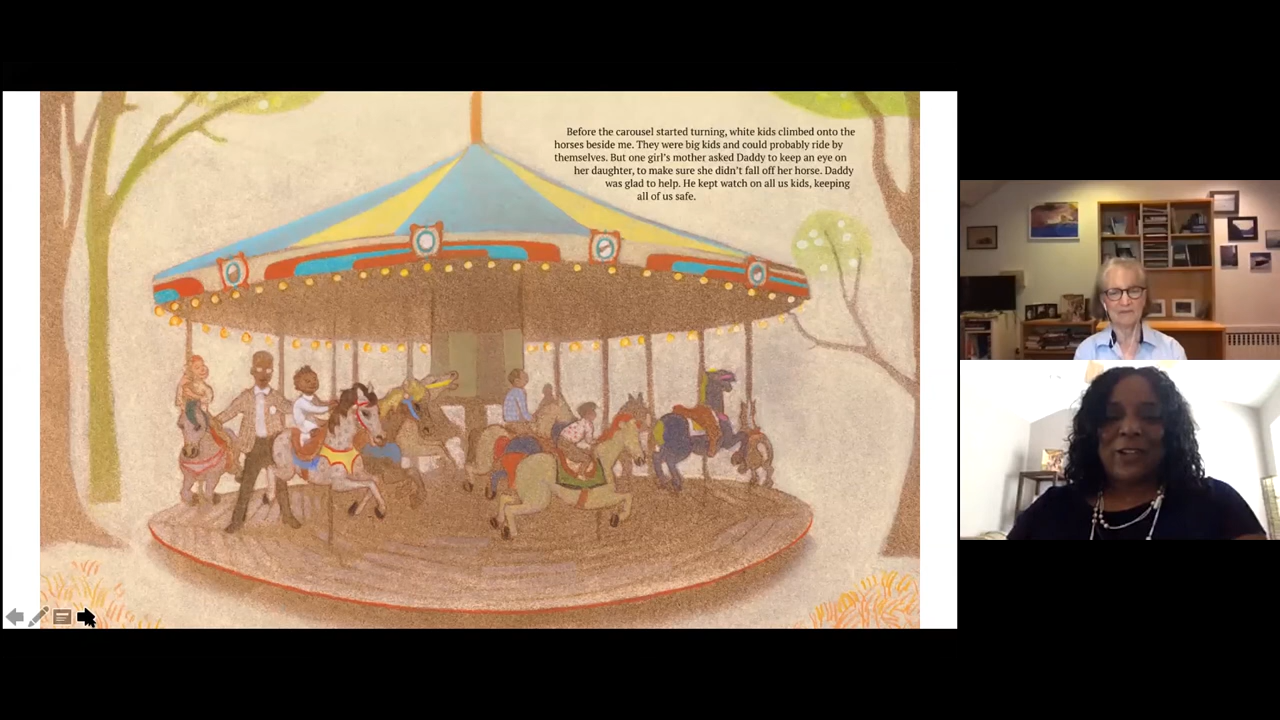 Before the carousel started turning, white kids climbed onto the
horses beside me. They were big kids and could probably ride by
themselves. But one girl's mother asked Daddy to keep an eye on
her daughter, to make sure she didn't fall off her horse. Daddy
was glad to help. He kept watch on all us kids, keeping
all of us safe.